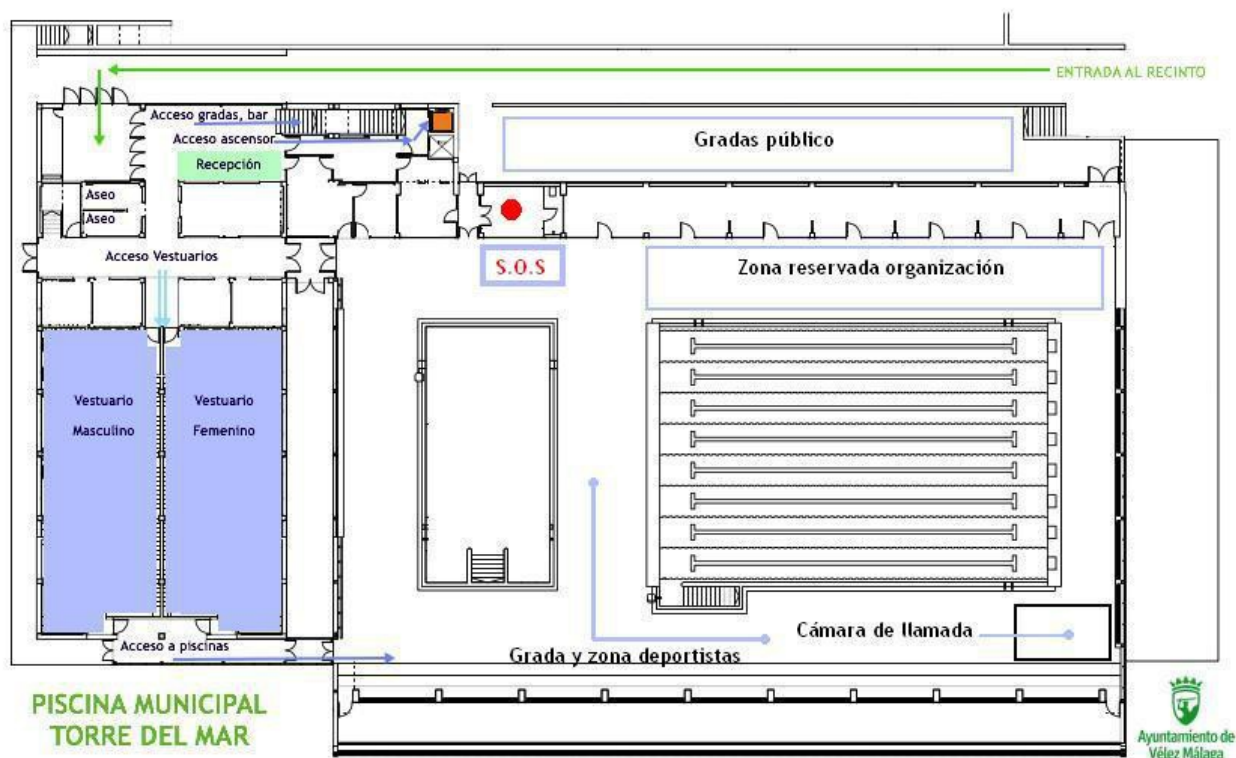 ENTRADA AL RECINTO
Acceso gradas, bar
Acceso ascensor
Recepción
Gradas público
Aseo
Aseo
Acceso Vestuarios
S.O.S
Zona reservada organización
Vestuario
Masculino
Vestuario
Femenino
Cámara de llamada
Acceso a piscinas
Grada y zona deportistas
PISCINA MUNICIPAL
TORRE DEL MAR
Ayuntamiento de
Vélez Málaga